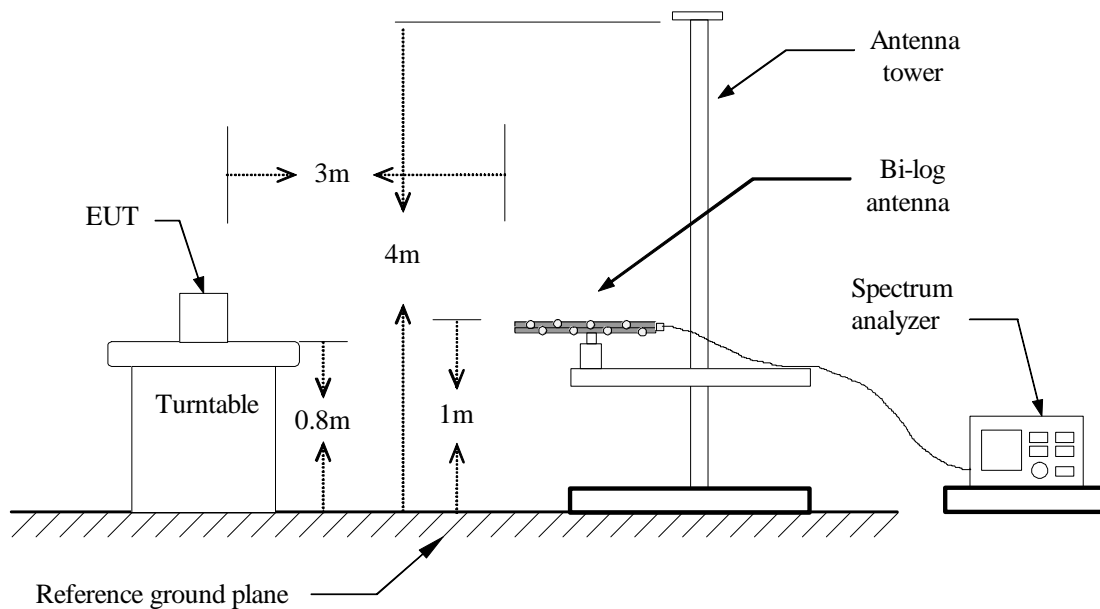 Antenna
tower
3m
Bi-log
antenna
EUT
4m
Spectrum
analyzer
Turntable
0.8m
1m
Reference ground plane